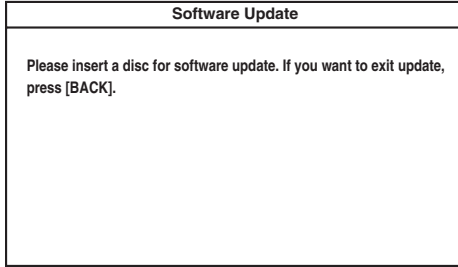 Software Update
Please insert a disc for software update. If you want to exit update,
press [BACK].